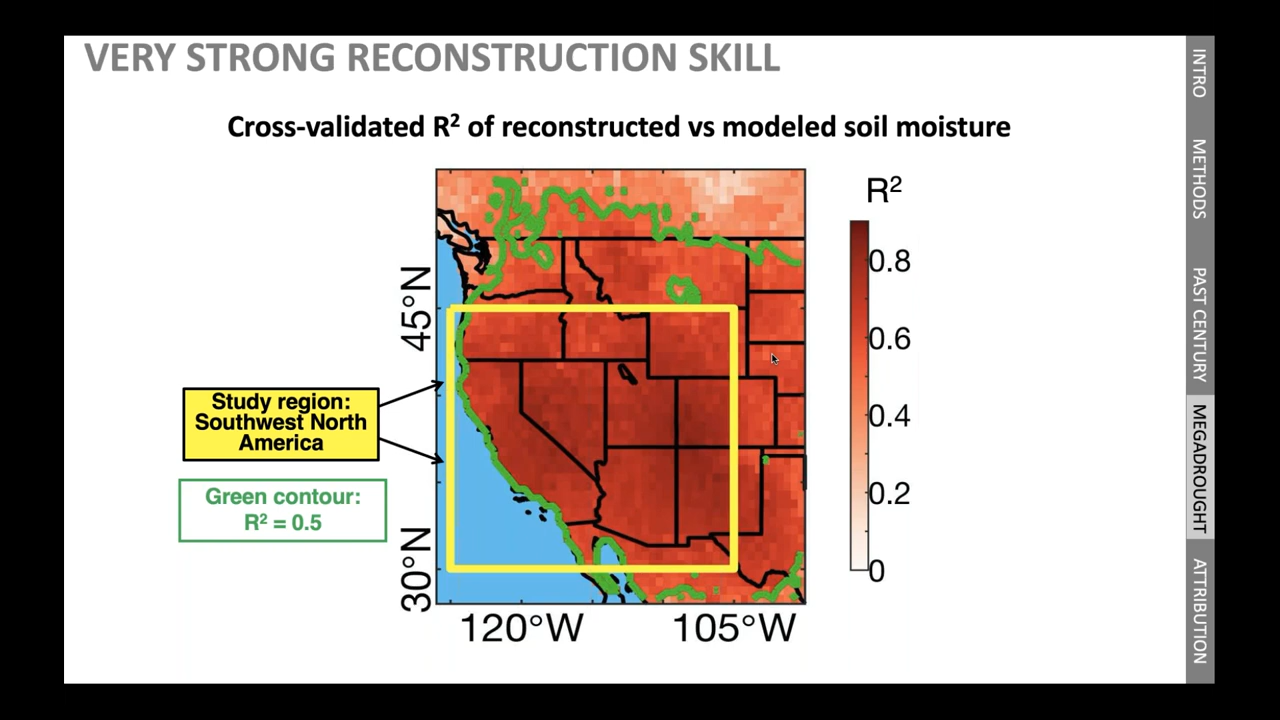 VERY STRONG RECONSTRUCTION SKILL
Cross-validated R² of reconstructed vs modeled soil moisture
R²
0.8
0.6
0.4
0.2
0
45°N
30°N
120°W
105°W
Study region:
Southwest North
America
Green contour:
R² = 0.5
INTRO
METHODS
PAST CENTURY
MEGADROUGHT
ATTRIBUTION